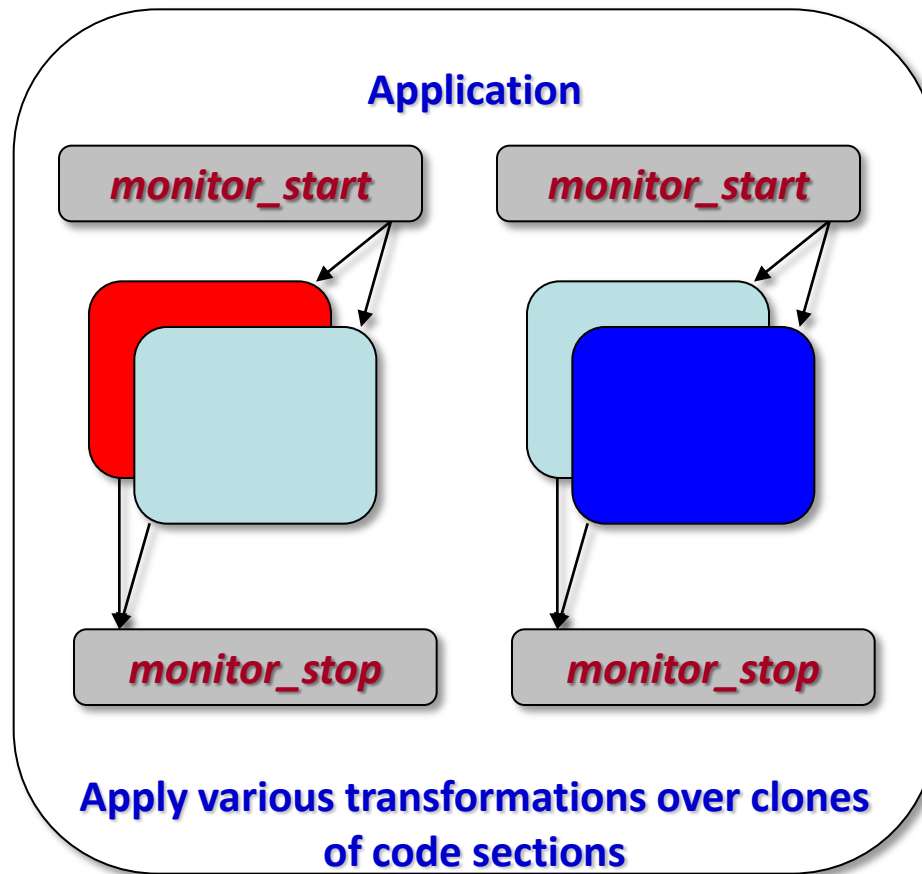 Application
monitor_start
monitor_start
monitor_stop
monitor_stop
Apply various transformations over clones
of code sections